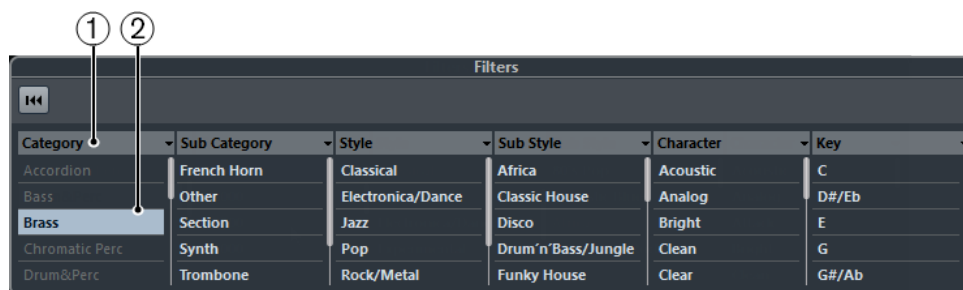 1 2
Filters
Category Sub Category Style Sub Style Character Key
Accordion French Horn Classical Africa Acoustic C
Bass Other Electronica/Dance Classic House Analog D#/Eb
Brass Section Jazz Disco Bright E
Chromatic Perc Synth Pop Drum´n´Bass/Jungle Clean G
Drum&Perc Trombone Rock/Metal Funky House Clear G#/Ab